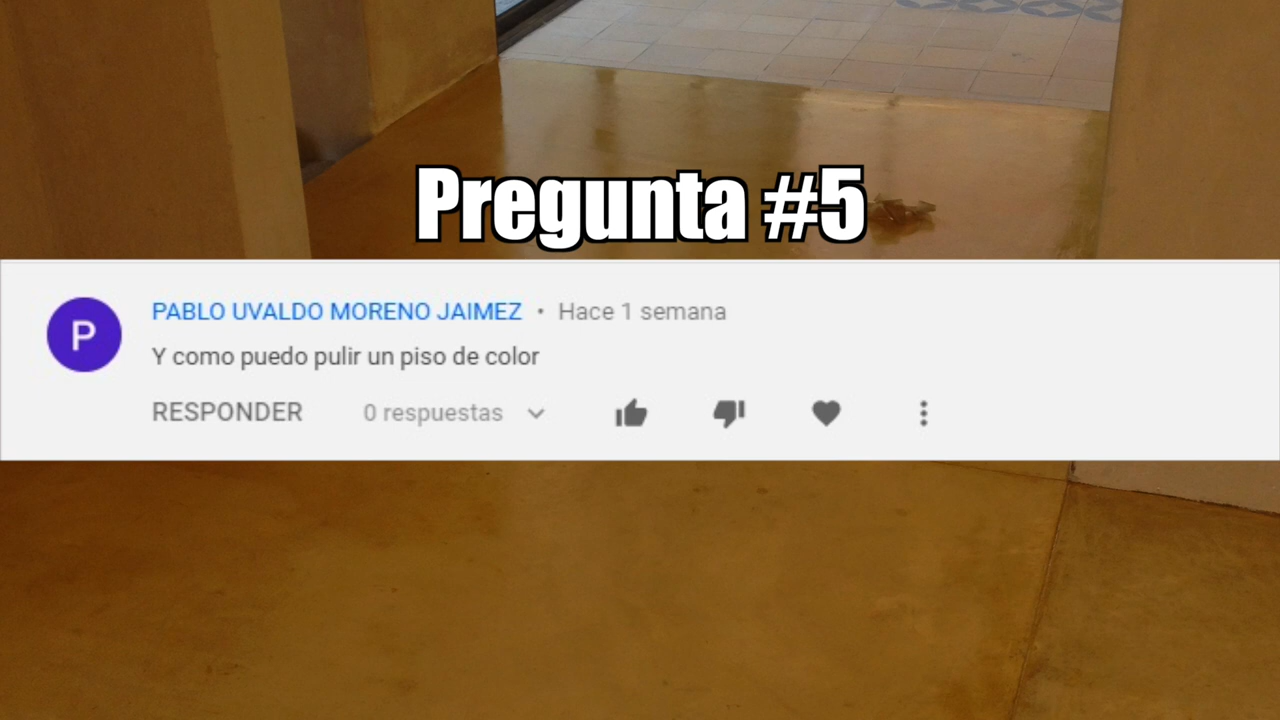 Pregunta #5
PABLO UVALDO MORENO JAIMEZ • Hace 1 semana
Y como puedo pulir un piso de color
RESPONDER 0 respuestas